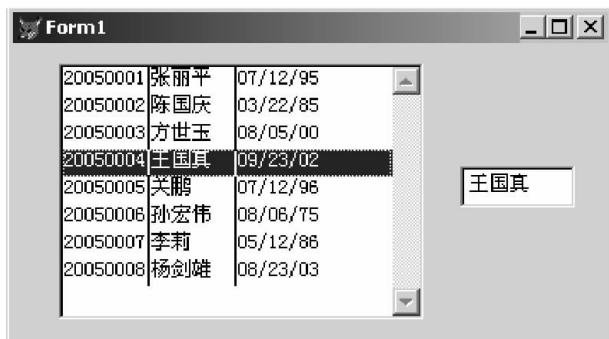 Form1
20050001 张丽平 07/12/95
20050002 陈国庆 03/22/85
20050003 方世玉 08/05/00
20050004 王国真 09/23/02
20050005 关鹏 07/12/96
20050006 孙宏伟 08/06/75
20050007 李莉 05/12/86
20050008 杨剑雄 08/23/03
王国真